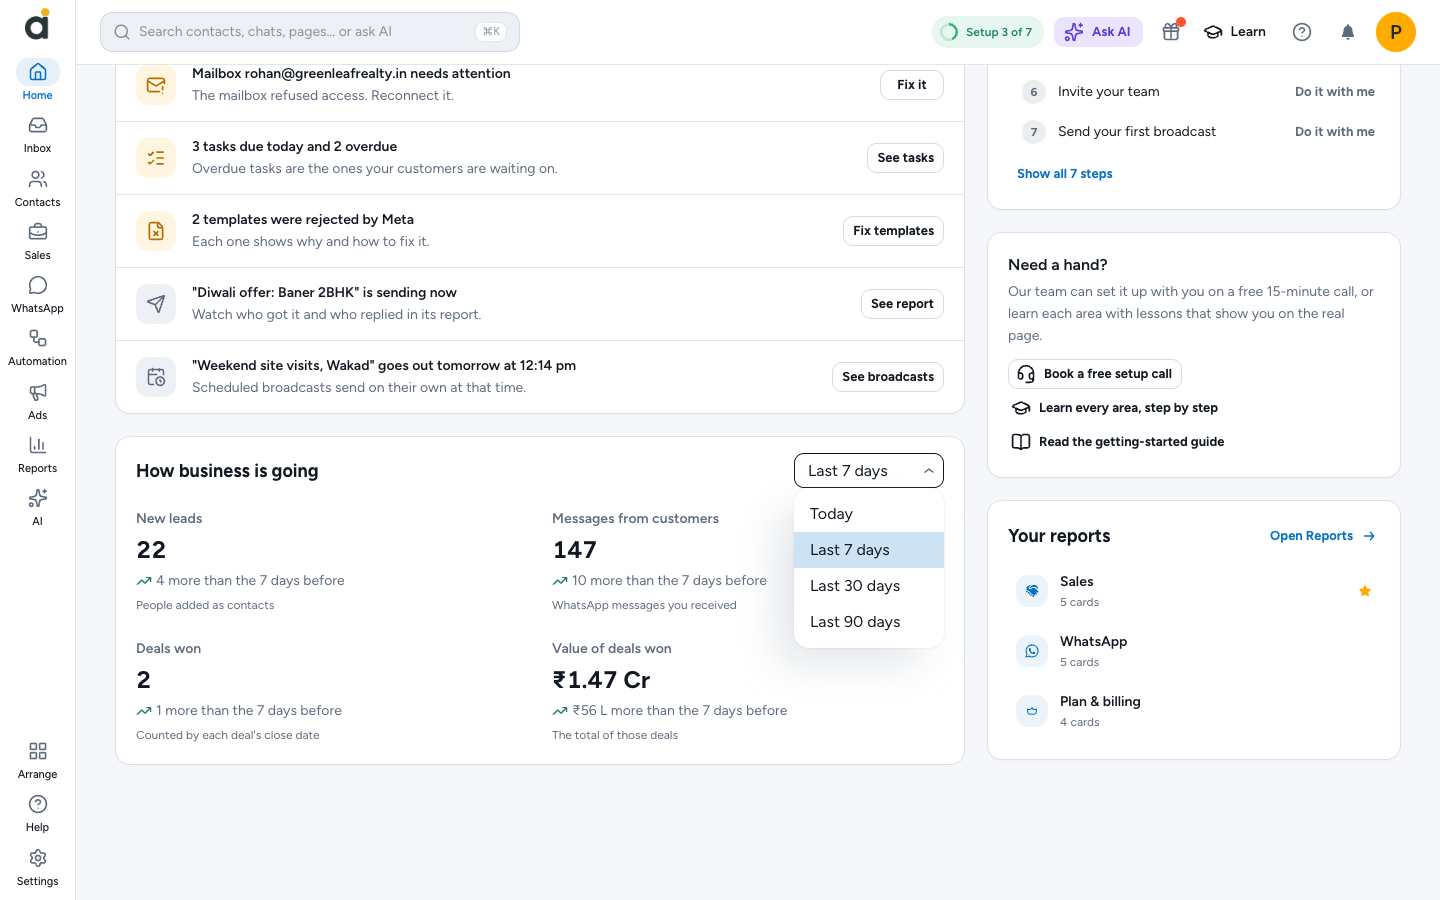 a
Search contacts, chats, pages... or ask AI
⌘K
Setup 3 of 7
Ask AI
Learn
P
Home
Inbox
Contacts
Sales
WhatsApp
Automation
Ads
Reports
AI
Arrange
Help
Settings
Mailbox rohan@greenleafrealty.in needs attention
The mailbox refused access. Reconnect it.
Fix it
3 tasks due today and 2 overdue
Overdue tasks are the ones your customers are waiting on.
See tasks
2 templates were rejected by Meta
Each one shows why and how to fix it.
Fix templates
"Diwali offer: Baner 2BHK" is sending now
Watch who got it and who replied in its report.
See report
"Weekend site visits, Wakad" goes out tomorrow at 12:14 pm
Scheduled broadcasts send on their own at that time.
See broadcasts
How business is going
Last 7 days
Today
Last 7 days
Last 30 days
Last 90 days
New leads
22
4 more than the 7 days before
People added as contacts
Messages from customers
147
10 more than the 7 days before
WhatsApp messages you received
Deals won
2
1 more than the 7 days before
Counted by each deal's close date
Value of deals won
₹1.47 Cr
₹56 L more than the 7 days before
The total of those deals
6 Invite your team Do it with me
7 Send your first broadcast Do it with me
Show all 7 steps
Need a hand?
Our team can set it up with you on a free 15-minute call, or
learn each area with lessons that show you on the real
page.
Book a free setup call
Learn every area, step by step
Read the getting-started guide
Your reports
Open Reports
Sales
5 cards
WhatsApp
5 cards
Plan & billing
4 cards